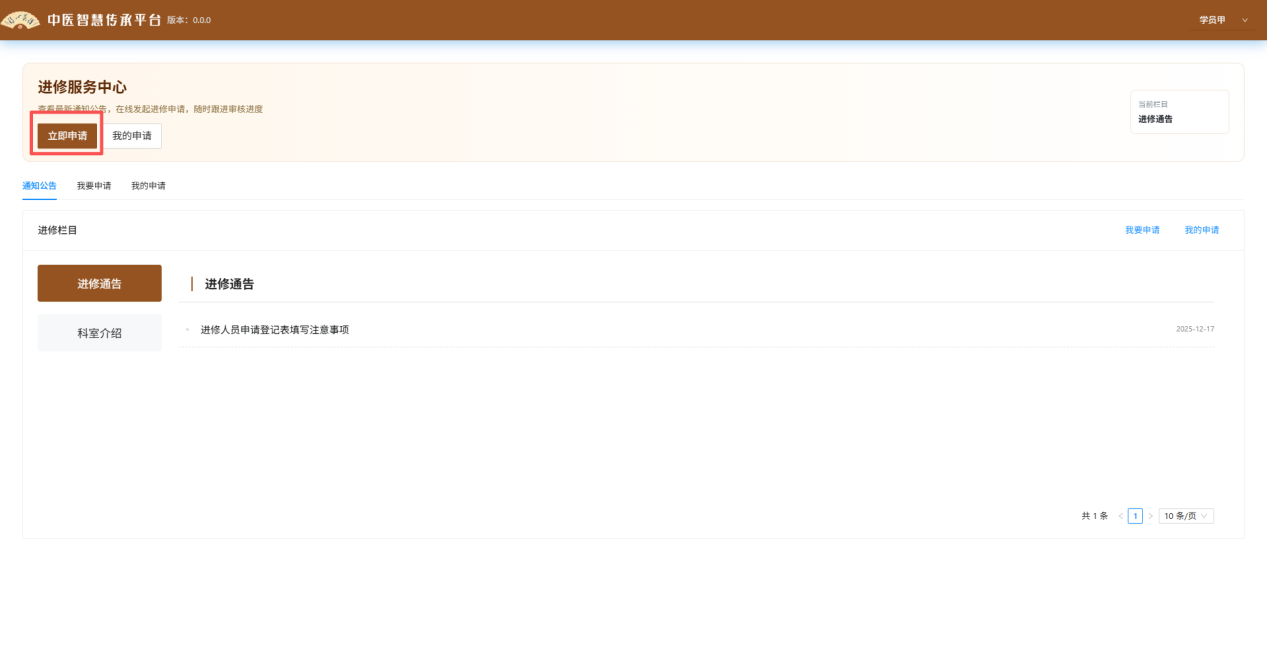 中医智慧传承平台 版本：0.0.0
学员甲
进修服务中心
查看最新通知公告，在线发起进修申请，随时跟进审核进度
立即申请 我的申请
当前栏目
进修通告
通知公告 我要申请 我的申请
进修栏目
我要申请 我的申请
进修通告
科室介绍
进修通告
进修人员申请登记表填写注意事项 2025-12-17
共 1 条 < 1 > 10 条/页